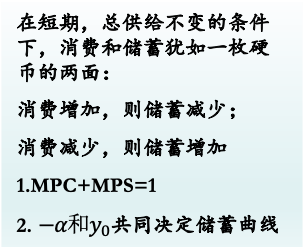 在短期，总供给不变的条件
下，消费和储蓄犹如一枚硬
币的两面：
消费增加，则储蓄减少；
消费减少，则储蓄增加
1.MPC+MPS=1
2. −𝛼和𝑦₀共同决定储蓄曲线